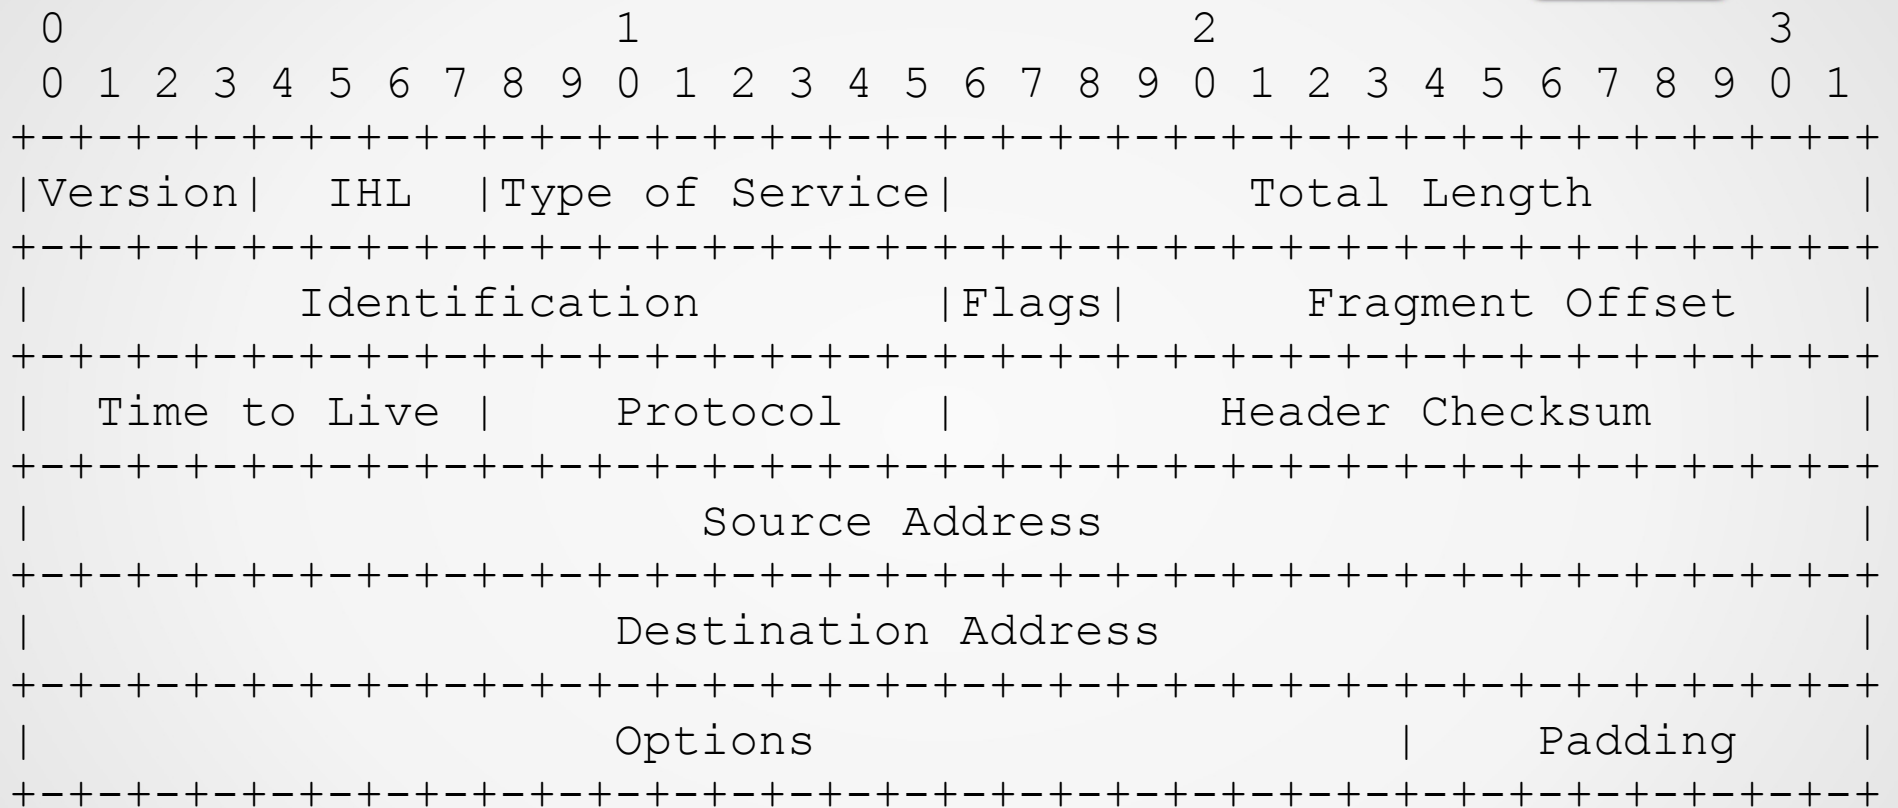 0                   1                   2                   3
 0 1 2 3 4 5 6 7 8 9 0 1 2 3 4 5 6 7 8 9 0 1 2 3 4 5 6 7 8 9 0 1
+-+-+-+-+-+-+-+-+-+-+-+-+-+-+-+-+-+-+-+-+-+-+-+-+-+-+-+-+-+-+-+-+
|Version|  IHL  |Type of Service|          Total Length         |
+-+-+-+-+-+-+-+-+-+-+-+-+-+-+-+-+-+-+-+-+-+-+-+-+-+-+-+-+-+-+-+-+
|         Identification        |Flags|      Fragment Offset    |
+-+-+-+-+-+-+-+-+-+-+-+-+-+-+-+-+-+-+-+-+-+-+-+-+-+-+-+-+-+-+-+-+
|  Time to Live |    Protocol   |         Header Checksum       |
+-+-+-+-+-+-+-+-+-+-+-+-+-+-+-+-+-+-+-+-+-+-+-+-+-+-+-+-+-+-+-+-+
|                       Source Address                          |
+-+-+-+-+-+-+-+-+-+-+-+-+-+-+-+-+-+-+-+-+-+-+-+-+-+-+-+-+-+-+-+-+
|                    Destination Address                        |
+-+-+-+-+-+-+-+-+-+-+-+-+-+-+-+-+-+-+-+-+-+-+-+-+-+-+-+-+-+-+-+-+
|                    Options                    |    Padding    |
+-+-+-+-+-+-+-+-+-+-+-+-+-+-+-+-+-+-+-+-+-+-+-+-+-+-+-+-+-+-+-+-+